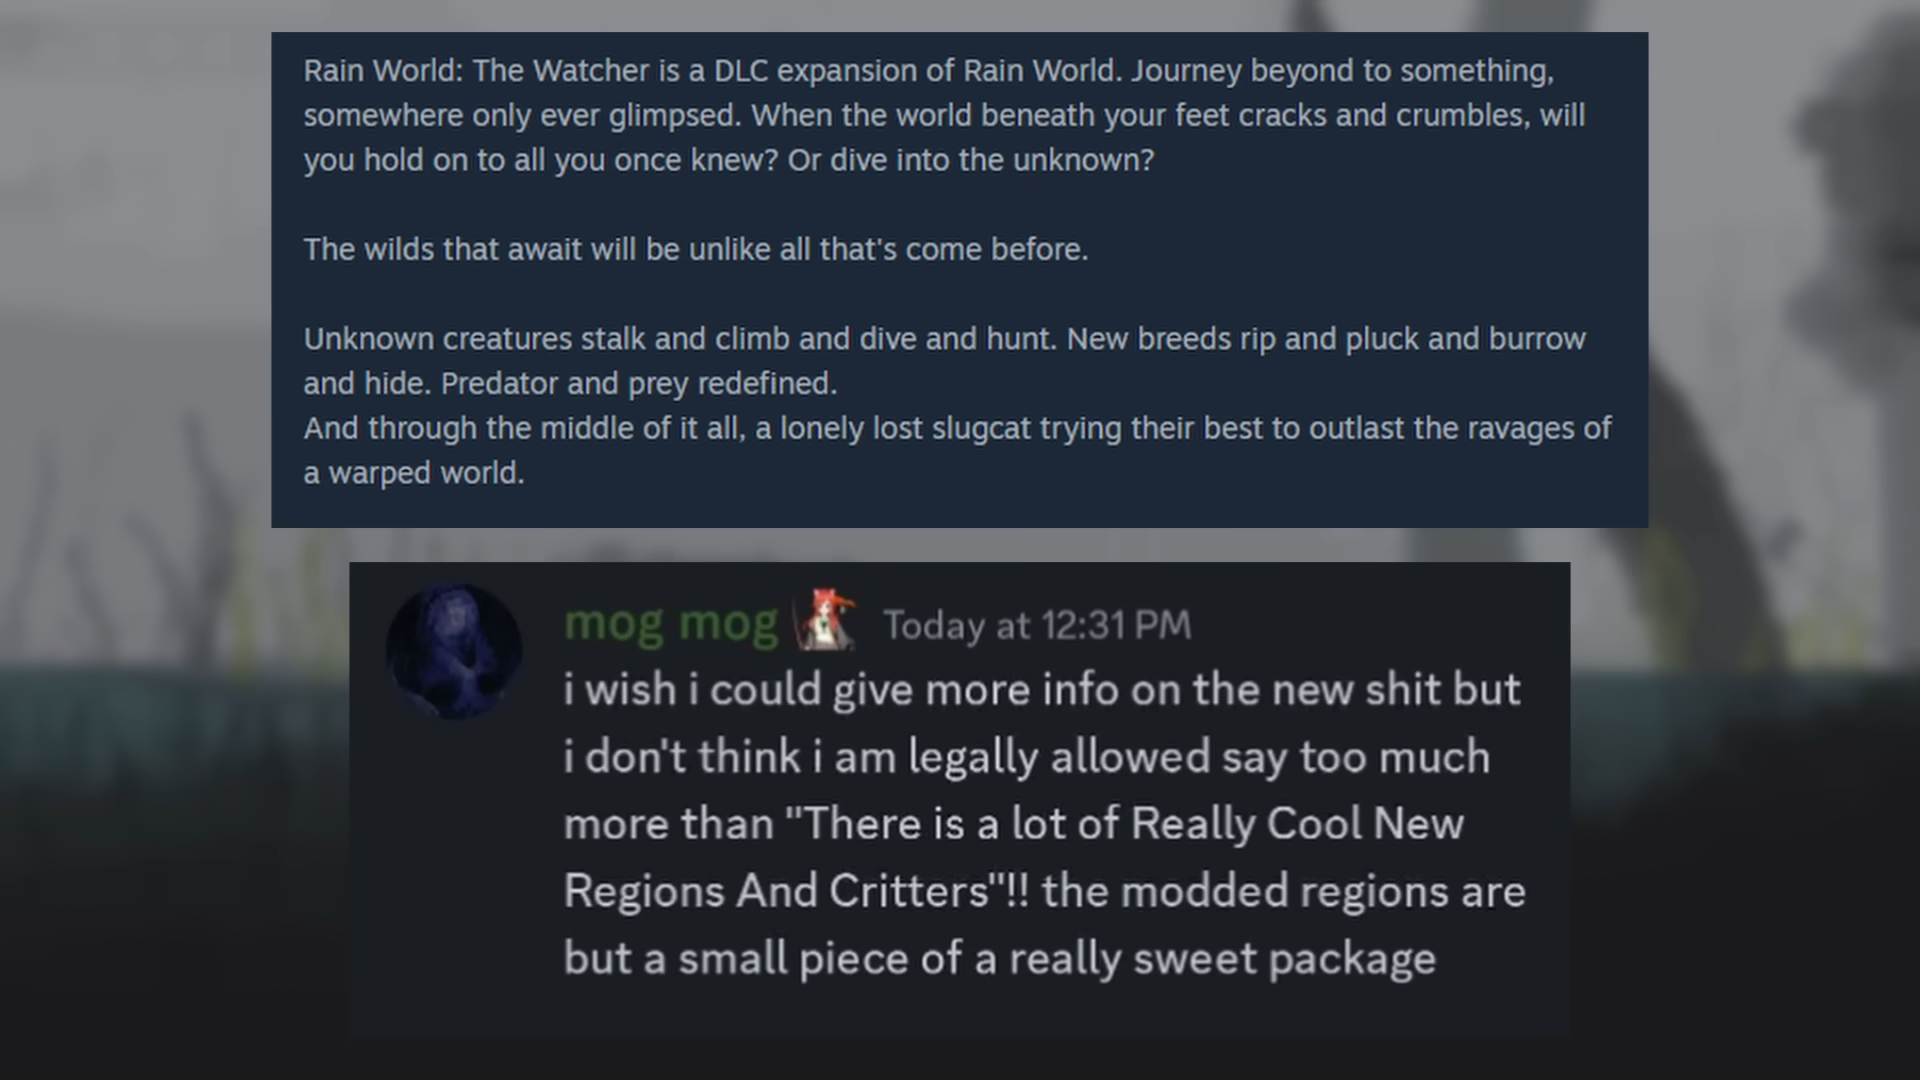 Rain World: The Watcher is a DLC expansion of Rain World. Journey beyond to something,
somewhere only ever glimpsed. When the world beneath your feet cracks and crumbles, will
you hold on to all you once knew? Or dive into the unknown?
The wilds that await will be unlike all that's come before.
Unknown creatures stalk and climb and dive and hunt. New breeds rip and pluck and burrow
and hide. Predator and prey redefined.
And through the middle of it all, a lonely lost slugcat trying their best to outlast the ravages of
a warped world.
mog mog Today at 12:31 PM
i wish i could give more info on the new shit but
i don't think i am legally allowed say too much
more than "There is a lot of Really Cool New
Regions And Critters"!! the modded regions are
but a small piece of a really sweet package